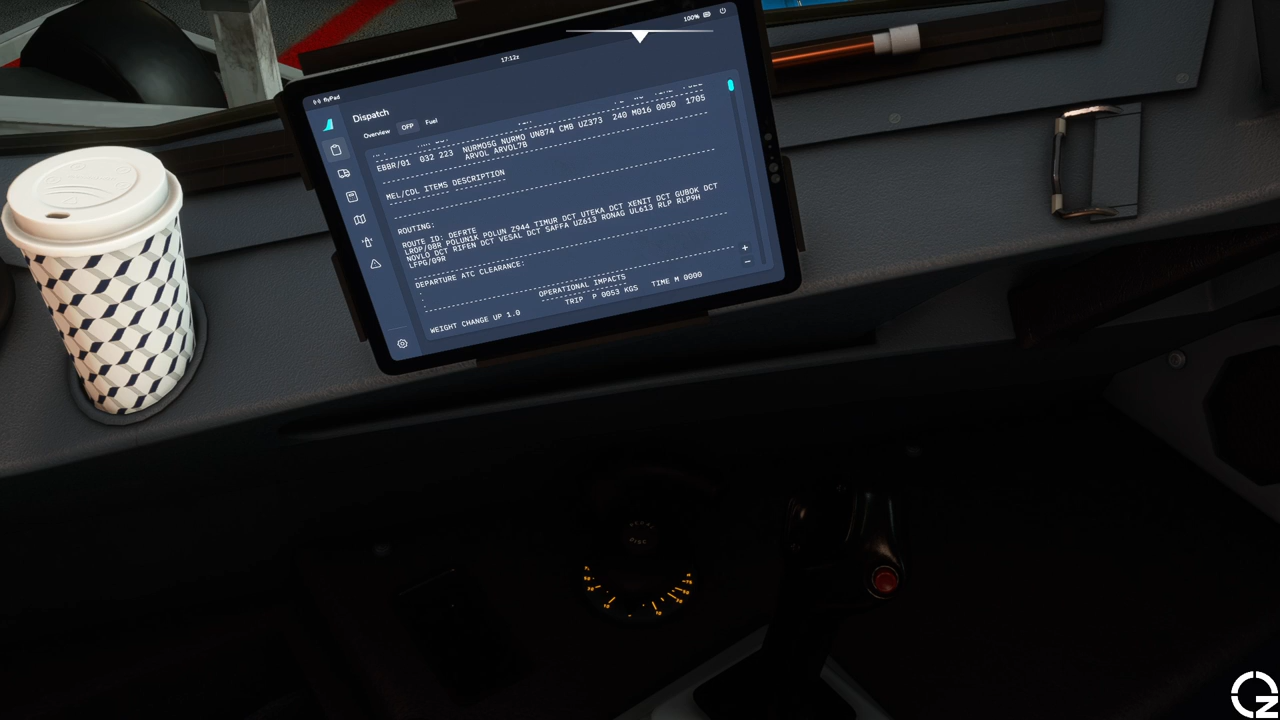 100%
17:12z
flyPad
Dispatch
Overview OFP Fuel
EBBR/01 032 223 NURMO5G NURMO UN874 CMB UZ373 240 M016 0050 1705
ARVOL ARVOL7B
MEL/CDL ITEMS DESCRIPTION
ROUTING:
ROUTE ID: DEFRTE
LROP/08R POLUN1K POLUN Z944 TIMUR DCT UTEKA DCT XENIT DCT GUBOK DCT
NOVLO DCT RIFEN DCT VESAL DCT SAFFA UZ613 RONAG UL613 RLP RLP9H
LFPG/09R
DEPARTURE ATC CLEARANCE:
.
.
OPERATIONAL IMPACTS
WEIGHT CHANGE UP 1.0 TRIP P 0053 KGS TIME M 0000
+
-